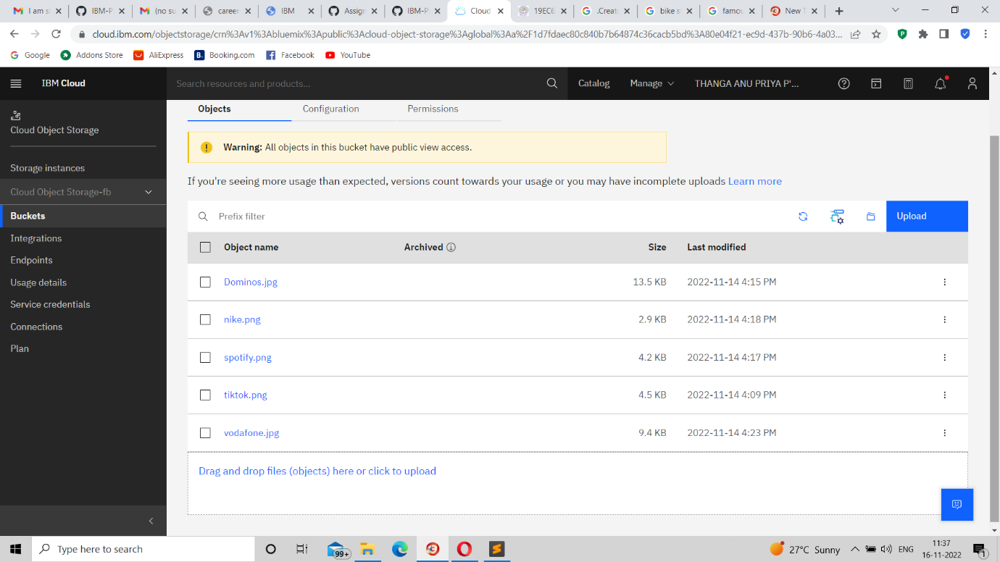 I am s
IBM-P
(no su
career
IBM
Assign
IBM-P
Cloud
19EC6
.Create
bike s
famou
New T
cloud.ibm.com/objectstorage/crn%3Av1%3Abluemix%3Apublic%3Acloud-object-storage%3Aglobal%3Aa%2F1d7fdaec80c840b7b64874c36cacb5bd%3A80e04f21-ec9d-437b-90b6-4a03...
Google
Addons Store
AliExpress
B. Booking.com
Facebook
YouTube
IBM Cloud
Search resources and products...
Catalog
Manage
THANGA ANU PRIYA P'...
Cloud Object Storage
Storage instances
Cloud Object Storage-fb
Buckets
Integrations
Endpoints
Usage details
Service credentials
Connections
Plan
Objects
Configuration
Permissions
Warning: All objects in this bucket have public view access.
If you're seeing more usage than expected, versions count towards your usage or you may have incomplete uploads Learn more
Prefix filter
Upload
Object name Archived Size Last modified
Dominos.jpg 13.5 KB 2022-11-14 4:15 PM
nike.png 2.9 KB 2022-11-14 4:18 PM
spotify.png 4.2 KB 2022-11-14 4:17 PM
tiktok.png 4.5 KB 2022-11-14 4:09 PM
vodafone.jpg 9.4 KB 2022-11-14 4:23 PM
Drag and drop files (objects) here or click to upload
Type here to search
99+
27°C Sunny
ENG
11:37
16-11-2022
1